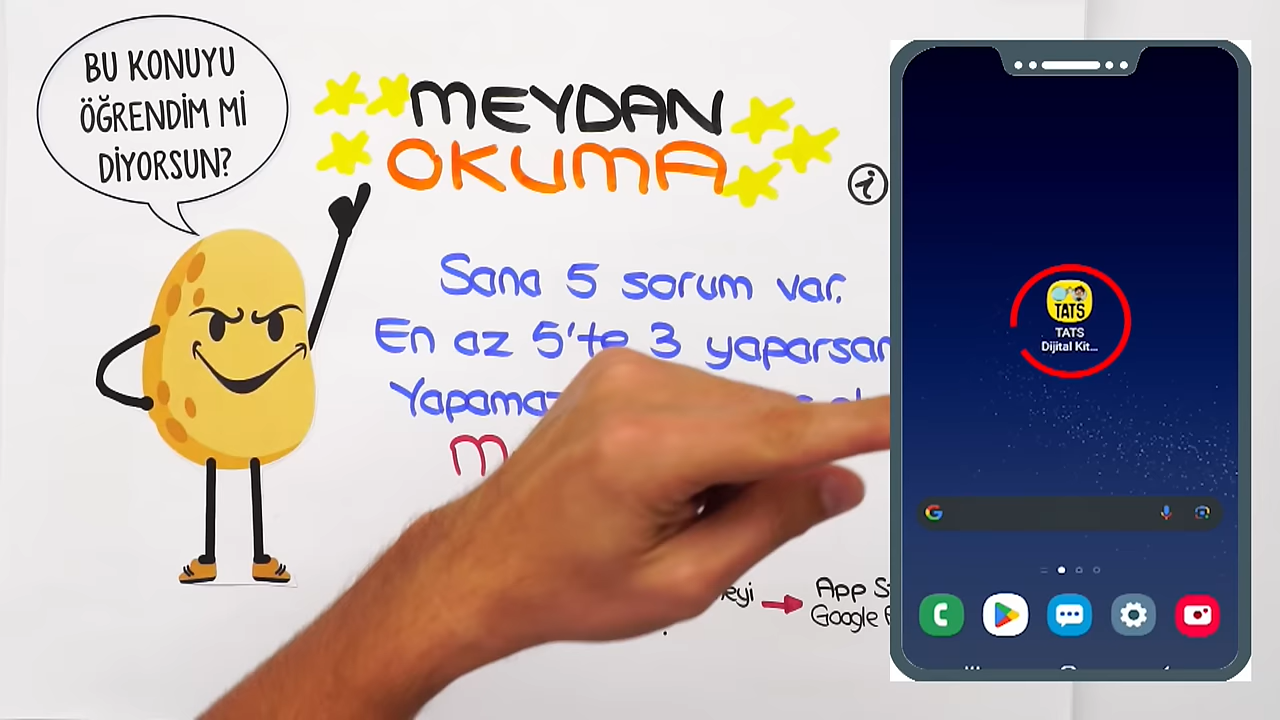 BU KONUYU
ÖĞRENDİM Mİ
DİYORSUN?
MEYDAN
OKUMA
i
Sana 5 sorum var.
En az 5'te 3
App
Google
TATS
TATS
Dijital Kit...